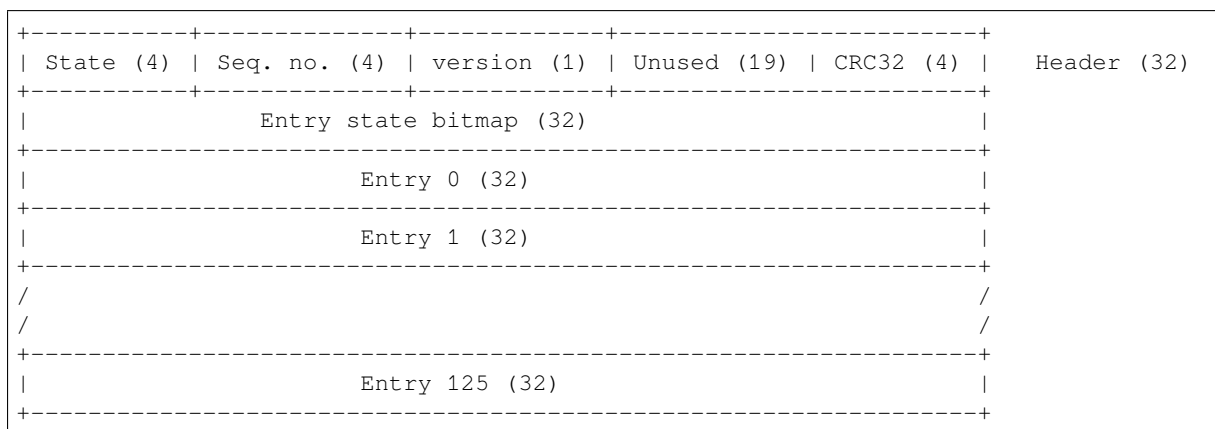 +-----------+--------------+-------------+-------------------------+
| State (4) | Seq. no. (4) | version (1) | Unused (19) | CRC32 (4) |   Header (32)
+-----------+--------------+-------------+-------------------------+
|                Entry state bitmap (32)                           |
+------------------------------------------------------------------+
|                       Entry 0 (32)                               |
+------------------------------------------------------------------+
|                       Entry 1 (32)                               |
+------------------------------------------------------------------+
/                                                                  /
/                                                                  /
+------------------------------------------------------------------+
|                       Entry 125 (32)                             |
+------------------------------------------------------------------+